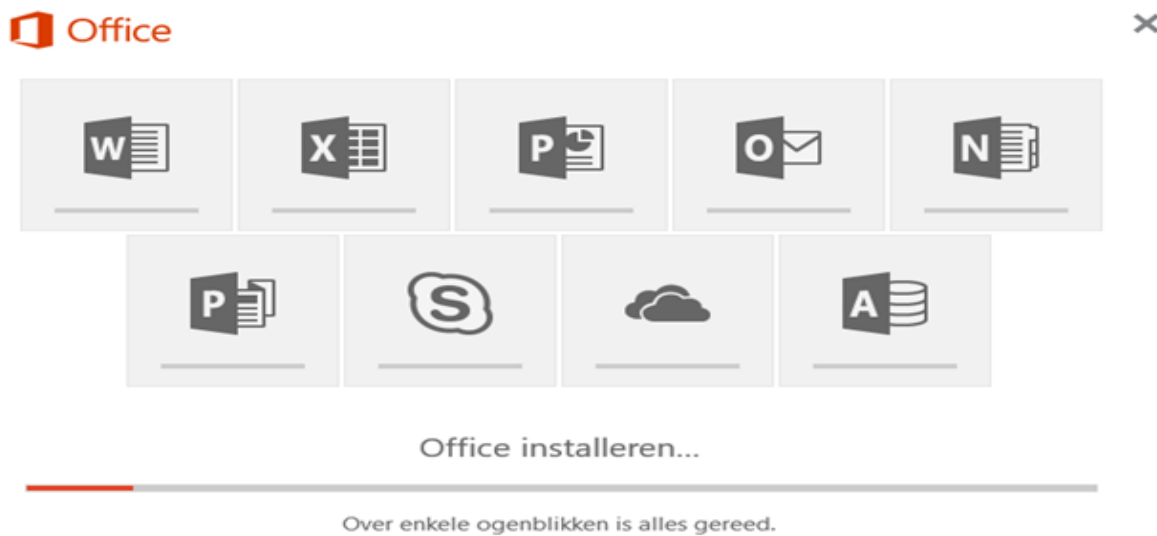 Office
W
X
P
O
N
P
S
A
Office installeren...
Over enkele ogenblikken is alles gereed.